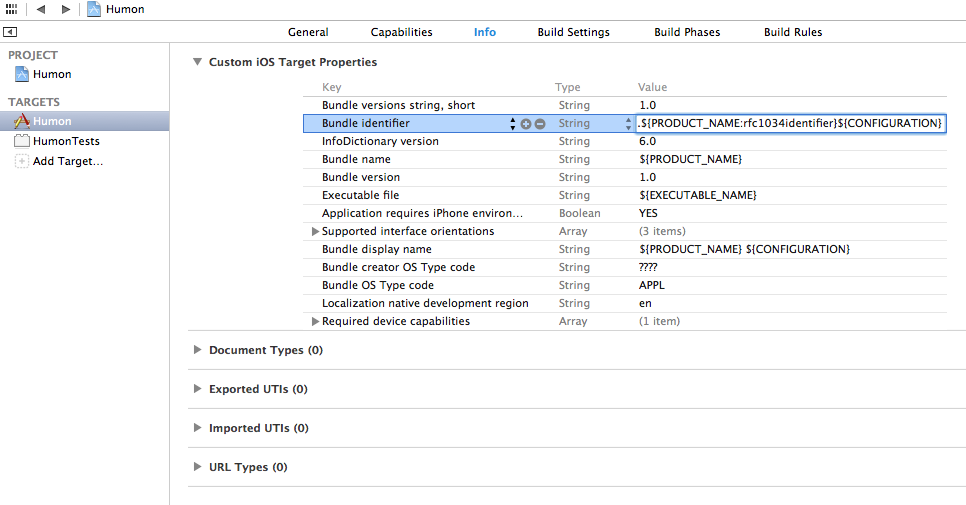 Humon
General Capabilities Info Build Settings Build Phases Build Rules
PROJECT
Humon
TARGETS
Humon
HumonTests
Add Target...
Custom iOS Target Properties
Key Type Value
Bundle versions string, short String 1.0
Bundle identifier String .${PRODUCT_NAME:rfc1034identifier}${CONFIGURATION}
InfoDictionary version String 6.0
Bundle name String ${PRODUCT_NAME}
Bundle version String 1.0
Executable file String ${EXECUTABLE_NAME}
Application requires iPhone environ... Boolean YES
Supported interface orientations Array (3 items)
Bundle display name String ${PRODUCT_NAME} ${CONFIGURATION}
Bundle creator OS Type code String ????
Bundle OS Type code String APPL
Localization native development region String en
Required device capabilities Array (1 item)
Document Types (0)
Exported UTIs (0)
Imported UTIs (0)
URL Types (0)